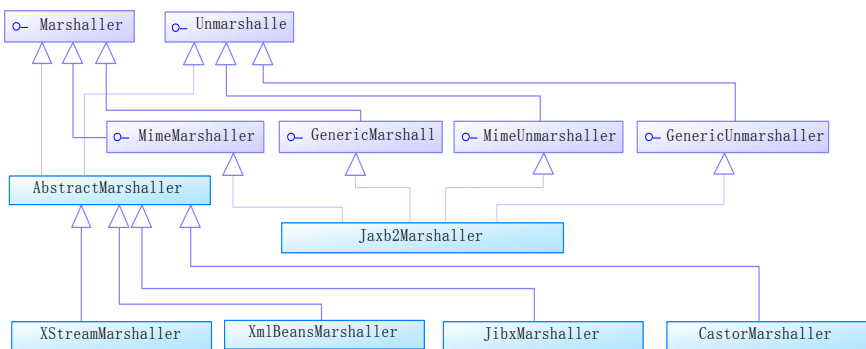 Marshaller
Unmarshalle
MimeMarshaller
GenericMarshall
MimeUnmarshaller
GenericUnmarshaller
AbstractMarshaller
Jaxb2Marshaller
XStreamMarshaller
XmlBeansMarshaller
JibxMarshaller
CastorMarshaller